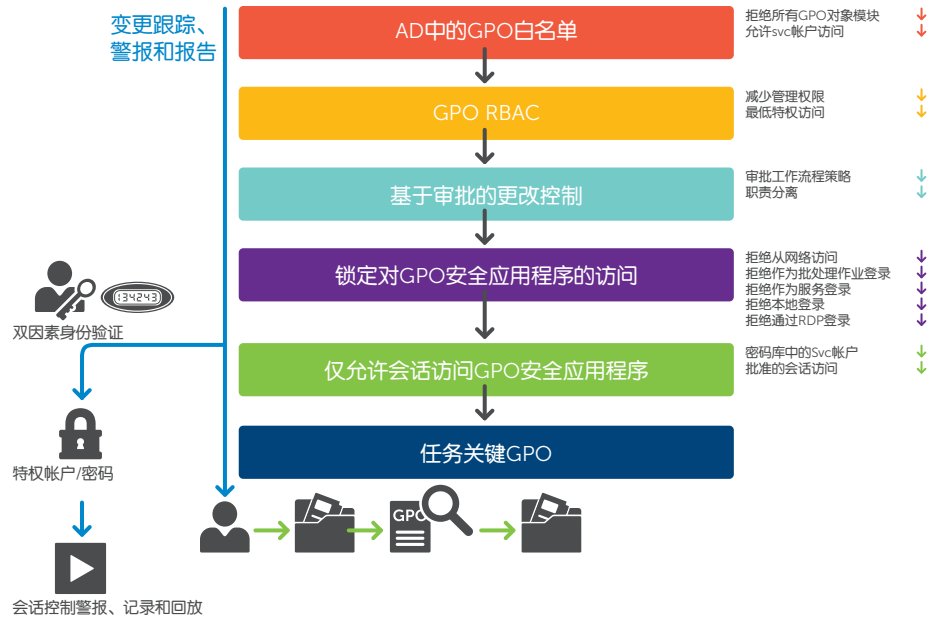 变更跟踪、
警报和报告
AD中的GPO白名单
拒绝所有GPO对象模块
允许svc帐户访问
GPO RBAC
减少管理权限
最低特权访问
基于审批的更改控制
审批工作流程策略
职责分离
锁定对GPO安全应用程序的访问
拒绝从网络访问
拒绝作为批处理作业登录
拒绝作为服务登录
拒绝本地登录
拒绝通过RDP登录
134243
双因素身份验证
仅允许会话访问GPO安全应用程序
密码库中的Svc帐户
批准的会话访问
任务关键GPO
特权帐户/密码
GPO
会话控制警报、记录和回放